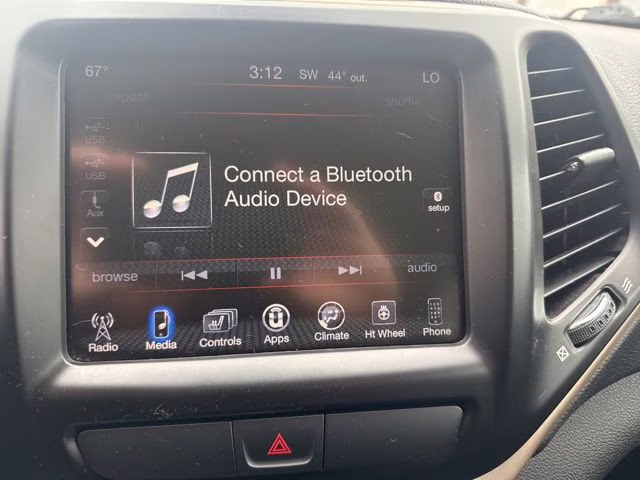 67° 3:12 SW 44° out. LO
repeat shuffle
USB
USB
Aux
Connect a Bluetooth
Audio Device
setup
browse audio
Radio Media Controls Apps Climate Ht Wheel Phone